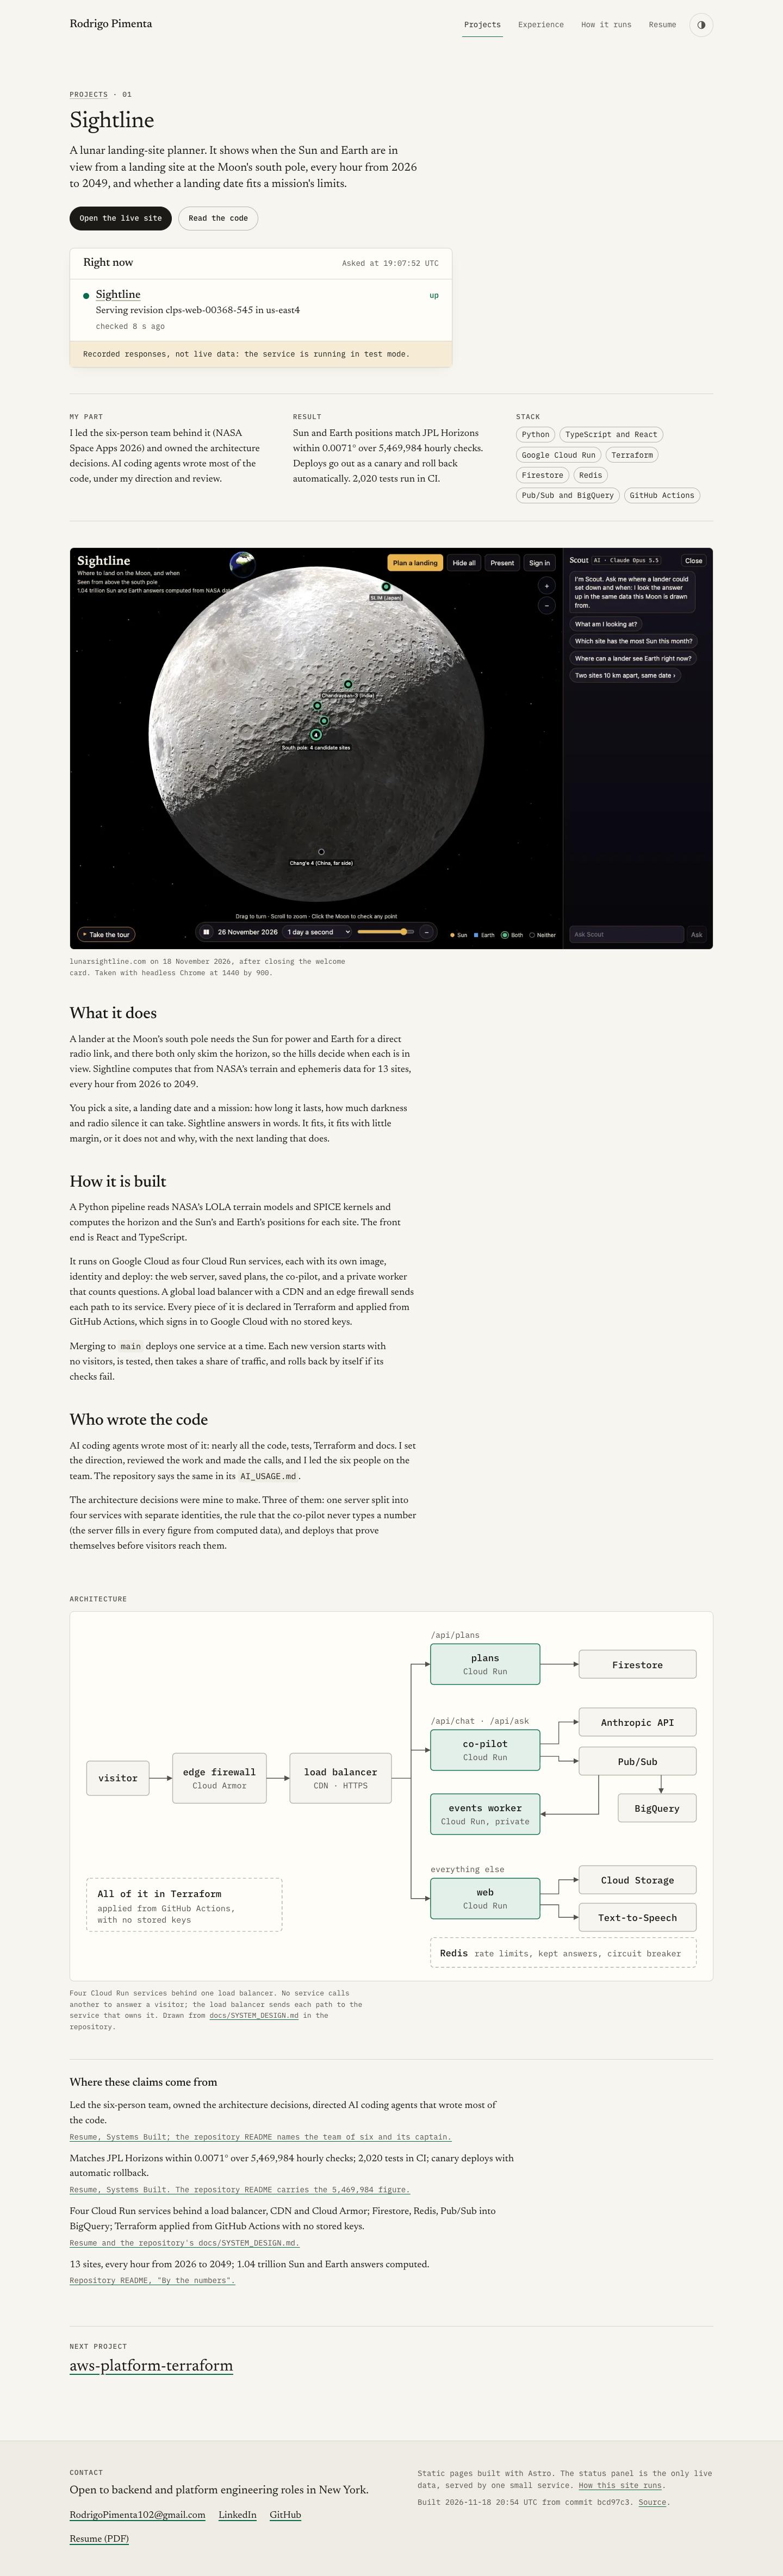 Rodrigo Pimenta
Projects
Experience
How it runs
Resume
PROJECTS · 01
Sightline
A lunar landing-site planner. It shows when the Sun and Earth are in
view from a landing site at the Moon's south pole, every hour from 2026
to 2049, and whether a landing date fits a mission's limits.
Open the live site
Read the code
Right now
Asked at 19:07:52 UTC
Sightline
up
Serving revision clps-web-00368-545 in us-east4
checked 8 s ago
Recorded responses, not live data: the service is running in test mode.
MY PART
I led the six-person team behind it (NASA
Space Apps 2026) and owned the architecture
decisions. AI coding agents wrote most of the
code, under my direction and review.
RESULT
Sun and Earth positions match JPL Horizons
within 0.0071° over 5,469,984 hourly checks.
Deploys go out as a canary and roll back
automatically. 2,020 tests run in CI.
STACK
Python
TypeScript and React
Google Cloud Run
Terraform
Firestore
Redis
Pub/Sub and BigQuery
GitHub Actions
Sightline
Where to land on the Moon, and when
Seen from above the south pole
1.04 trillion Sun and Earth answers computed from NASA
Plan a landing
Hide all
Present
Sign in
+
−
SLIM (Japan)
Chandrayaan-3 (India)
4
South pole: 4 candidate sites
Chang'e 4 (China, far side)
Drag to turn · Scroll to zoom · Click the Moon to check any point
Take the tour
26 November 2026
1 day a second
Sun
Earth
Both
Neither
Scout
AI · Claude Opus 5.5
Close
I'm Scout. Ask me where a lander could
set down and when: I look the answer
up in the same data this Moon is drawn
from.
What am I looking at?
Which site has the most Sun this month?
Where can a lander see Earth right now?
Two sites 10 km apart, same date ›
Ask Scout
Ask
lunarsightline.com on 18 November 2026, after closing the welcome
card. Taken with headless Chrome at 1440 by 900.
What it does
A lander at the Moon's south pole needs the Sun for power and Earth for a direct
radio link, and there both only skim the horizon, so the hills decide when each is in
view. Sightline computes that from NASA's terrain and ephemeris data for 13 sites,
every hour from 2026 to 2049.
You pick a site, a landing date and a mission: how long it lasts, how much darkness
and radio silence it can take. Sightline answers in words. It fits, it fits with little
margin, or it does not and why, with the next landing that does.
How it is built
A Python pipeline reads NASA's LOLA terrain models and SPICE kernels and
computes the horizon and the Sun's and Earth's positions for each site. The front
end is React and TypeScript.
It runs on Google Cloud as four Cloud Run services, each with its own image,
identity and deploy: the web server, saved plans, the co-pilot, and a private worker
that counts questions. A global load balancer with a CDN and an edge firewall sends
each path to its service. Every piece of it is declared in Terraform and applied from
GitHub Actions, which signs in to Google Cloud with no stored keys.
Merging to main deploys one service at a time. Each new version starts with
no visitors, is tested, then takes a share of traffic, and rolls back by itself if its
checks fail.
Who wrote the code
AI coding agents wrote most of it: nearly all the code, tests, Terraform and docs. I set
the direction, reviewed the work and made the calls, and I led the six people on the
team. The repository says the same in its AI_USAGE.md.
The architecture decisions were mine to make. Three of them: one server split into
four services with separate identities, the rule that the co-pilot never types a number
(the server fills in every figure from computed data), and deploys that prove
themselves before visitors reach them.
ARCHITECTURE
/api/plans
plans
Cloud Run
Firestore
/api/chat · /api/ask
co-pilot
Cloud Run
Anthropic API
Pub/Sub
visitor
edge firewall
Cloud Armor
load balancer
CDN · HTTPS
events worker
Cloud Run, private
BigQuery
everything else
web
Cloud Run
Cloud Storage
Text-to-Speech
All of it in Terraform
applied from GitHub Actions,
with no stored keys
Redis rate limits, kept answers, circuit breaker
Four Cloud Run services behind one load balancer. No service calls
another to answer a visitor; the load balancer sends each path to the
service that owns it. Drawn from docs/SYSTEM_DESIGN.md in the
repository.
Where these claims come from
Led the six-person team, owned the architecture decisions, directed AI coding agents that wrote most of
the code.
Resume, Systems Built; the repository README names the team of six and its captain.
Matches JPL Horizons within 0.0071° over 5,469,984 hourly checks; 2,020 tests in CI; canary deploys with
automatic rollback.
Resume, Systems Built. The repository README carries the 5,469,984 figure.
Four Cloud Run services behind a load balancer, CDN and Cloud Armor; Firestore, Redis, Pub/Sub into
BigQuery; Terraform applied from GitHub Actions with no stored keys.
Resume and the repository's docs/SYSTEM_DESIGN.md.
13 sites, every hour from 2026 to 2049; 1.04 trillion Sun and Earth answers computed.
Repository README, "By the numbers".
NEXT PROJECT
aws-platform-terraform
CONTACT
Open to backend and platform engineering roles in New York.
RodrigoPimenta102@gmail.com
LinkedIn
GitHub
Resume (PDF)
Static pages built with Astro. The status panel is the only live
data, served by one small service. How this site runs.
Built 2026-11-18 20:54 UTC from commit bcd97c3. Source.